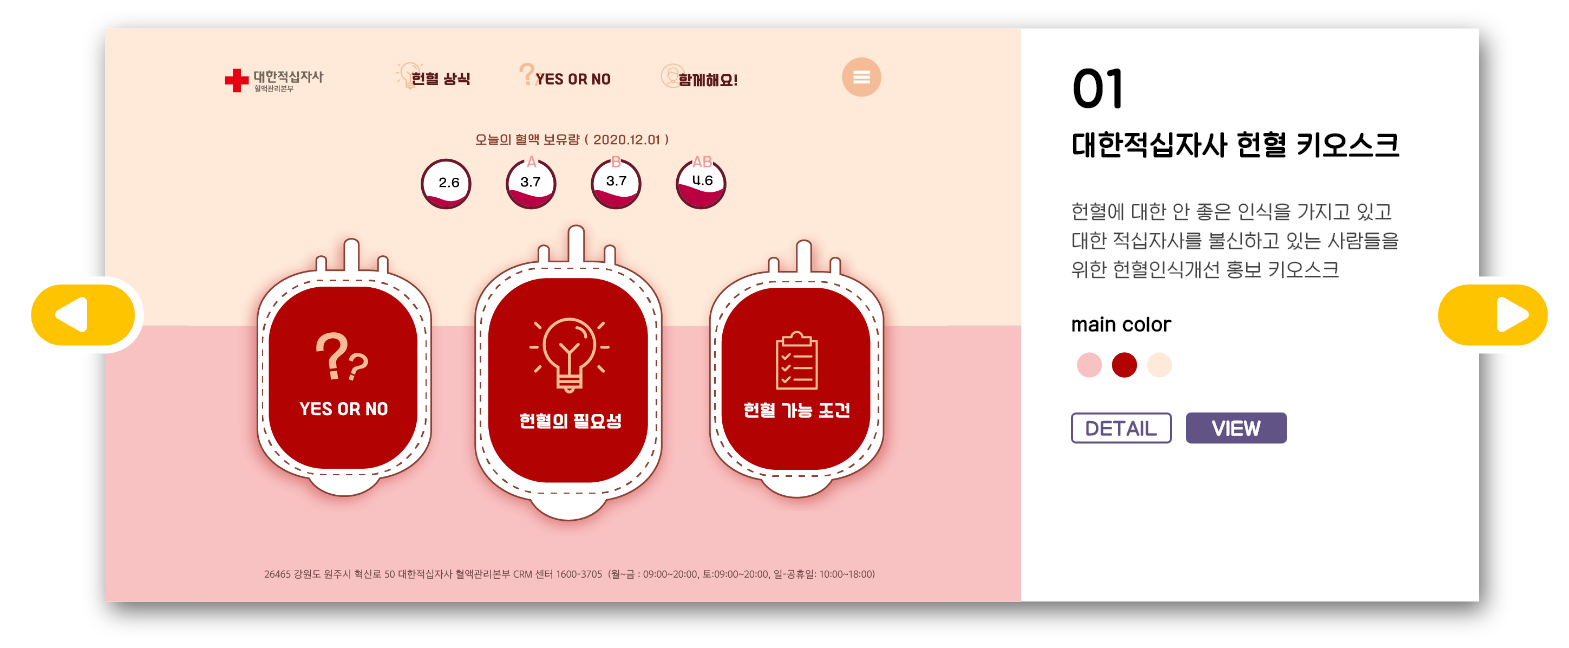 대한적십자사
혈액관리본부
헌혈 상식
YES OR NO
함께해요!
오늘의 혈액 보유량 ( 2020.12.01 )
2.6
A
3.7
B
3.7
AB
4.6
??
YES OR NO
헌혈의 필요성
헌혈 가능 조건
26465 강원도 원주시 혁신로 50 대한적십자사 혈액관리본부 CRM 센터 1600-3705 (월~금 : 09:00~20:00, 토:09:00~20:00, 일-공휴일: 10:00~18:00)
01
대한적십자사 헌혈 키오스크
헌혈에 대한 안 좋은 인식을 가지고 있고
대한 적십자사를 불신하고 있는 사람들을
위한 헌혈인식개선 홍보 키오스크
main color
DETAIL
VIEW